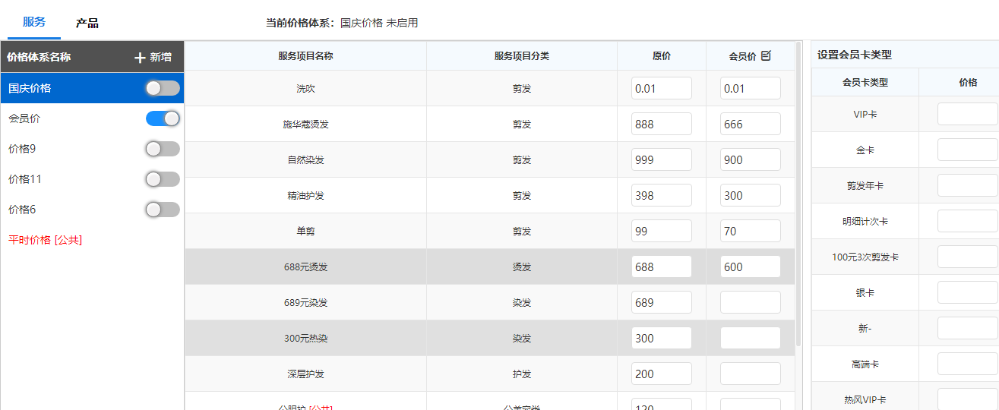 服务 产品 当前价格体系：国庆价格 未启用
价格体系名称 新增
国庆价格
会员价
价格9
价格11
价格6
平时价格 [公共]
服务项目名称 服务项目分类 原价 会员价
洗吹 剪发 0.01 0.01
施华蔻烫发 剪发 888 666
自然染发 剪发 999 900
精油护发 剪发 398 300
单剪 剪发 99 70
688元烫发 烫发 688 600
689元染发 染发 689
300元热染 染发 300
深层护发 护发 200
设置会员卡类型
会员卡类型 价格
VIP卡
金卡
剪发年卡
明细计次卡
100元3次剪发卡
银卡
新-
高端卡
热风VIP卡